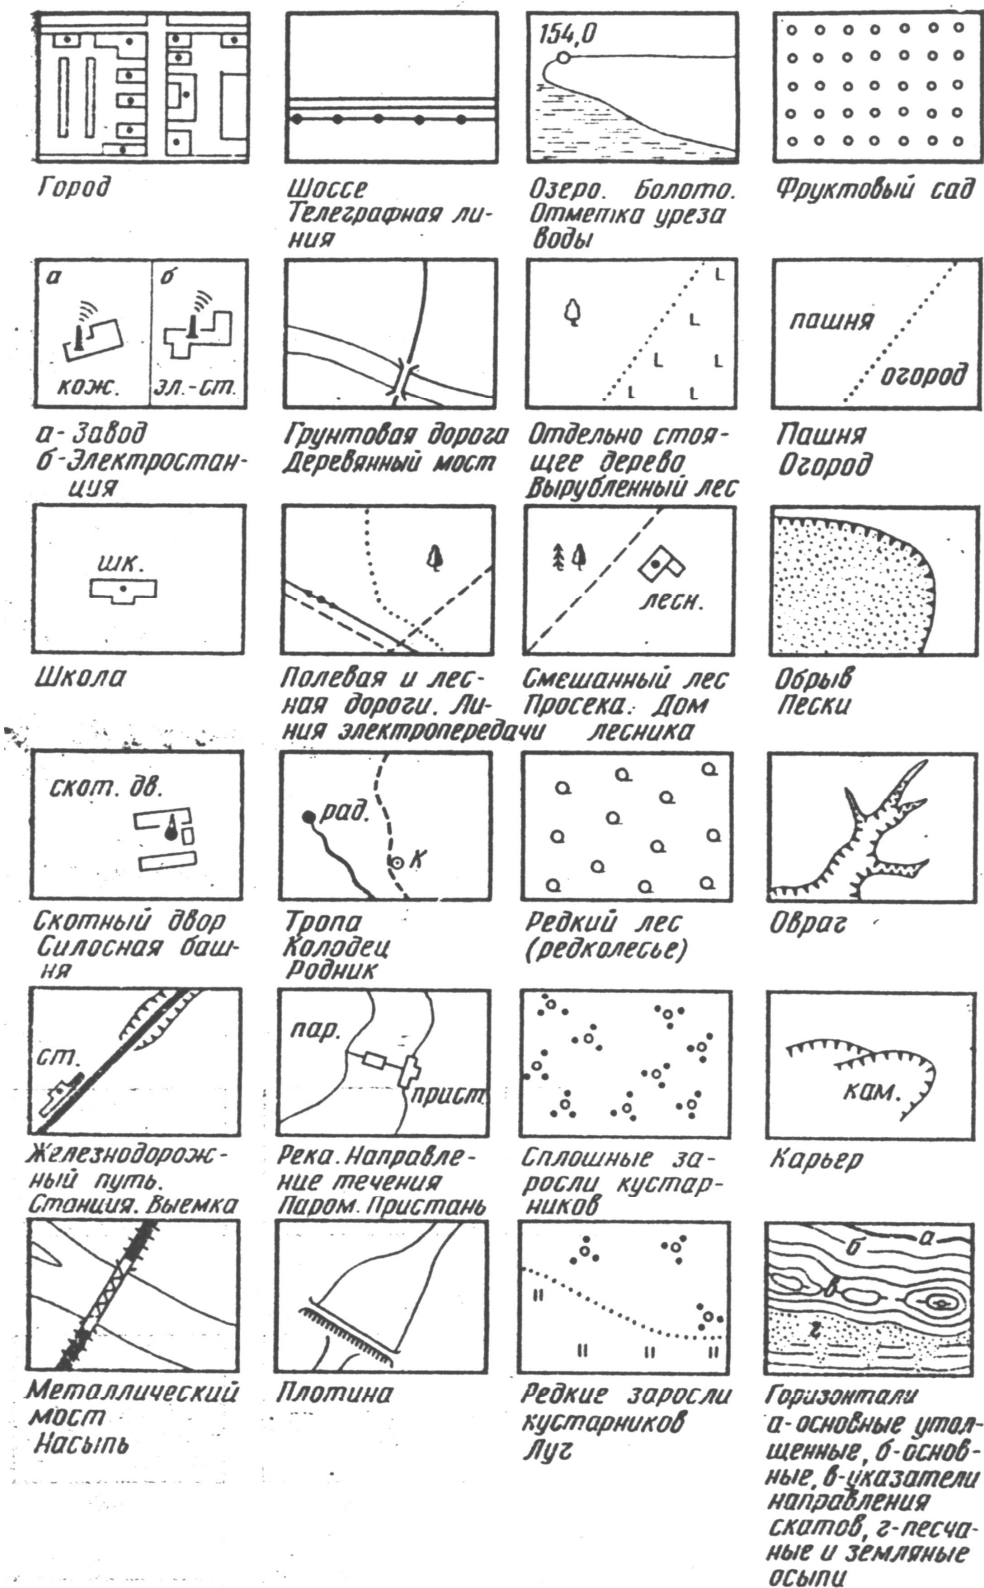 Город
Шоссе
Телеграфная ли-
ния
154,0
Озеро. Болото.
Отметка уреза
воды
Фруктовый сад
а
кож.
б
эл.-ст.
а- Завод
б-Электростан-
ция
Грунтовая дорога
Деревянный мост
Отдельно стоя-
щее дерево
Вырубленный лес
пашня
огород
Пашня
Огород
шк.
Школа
Полевая и лес-
ная дороги. Ли-
ния электропередачи
лесн.
Смешанный лес
Просека. Дом
лесника
Обрыв
Пески
скот. дв.
Скотный двор
Силосная баш-
ня
рад.
К
Тропа
Колодец
Родник
Редкий лес
(редколесье)
Овраг
ст.
Железнодорож-
ный путь.
Станция. Выемка
пар.
прист.
Река. Направле-
ние течения
Паром. Пристань
Сплошные за-
росли кустар-
ников
кам.
Карьер
Металлический
мост
Насыпь
Плотина
Редкие заросли
кустарников
Луг
а
б
в
г
Горизонтали
а-основные утол-
щенные, б-основ-
ные, в-указатели
направления
скатов, г-песча-
ные и земляные
осыпи